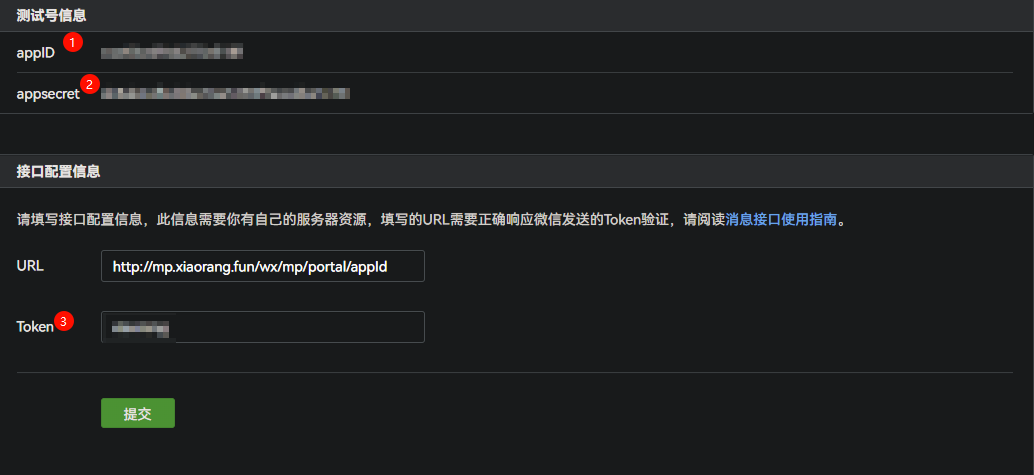 测试号信息
appID 1
appsecret 2
接口配置信息
请填写接口配置信息，此信息需要你有自己的服务器资源，填写的URL需要正确响应微信发送的Token验证，请阅读消息接口使用指南。
URL http://mp.xiaorang.fun/wx/mp/portal/appId
Token 3
提交